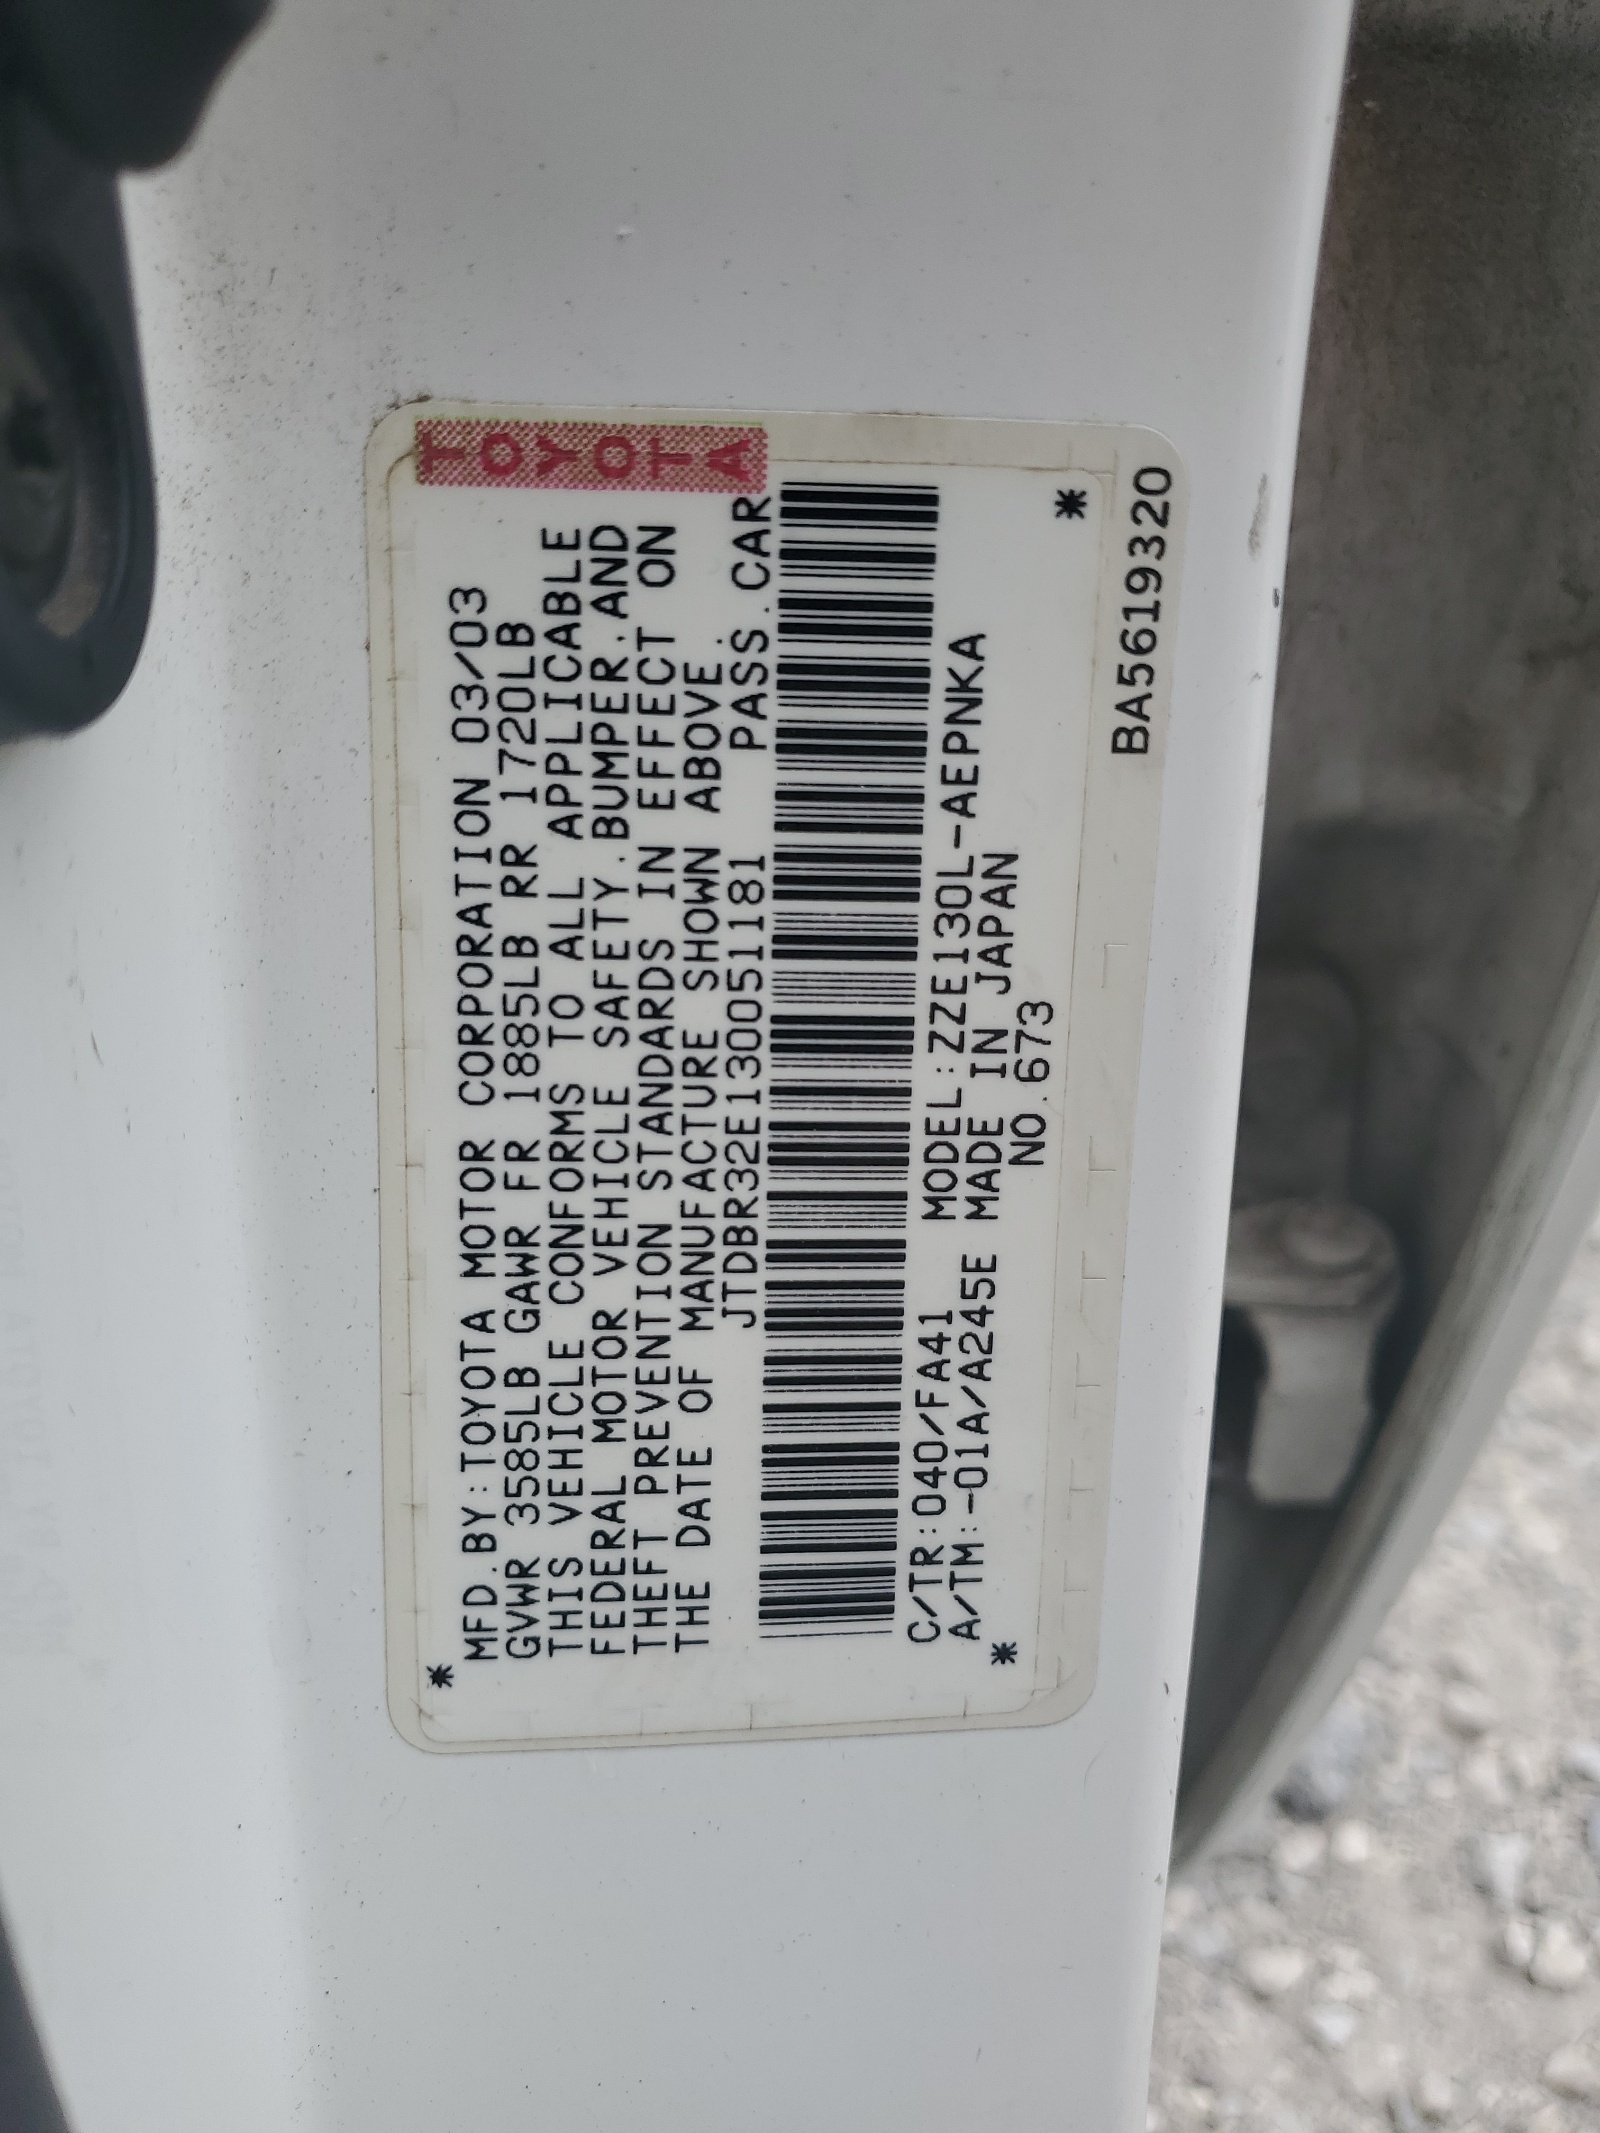 TOYOTA
MFD.BY:TOYOTA MOTOR CORPORATION 03/03
GVWR 3585LB GAWR FR 1885LB RR 1720LB
THIS VEHICLE CONFORMS TO ALL APPLICABLE
FEDERAL MOTOR VEHICLE SAFETY.BUMPER.AND
THEFT PREVENTION STANDARDS IN EFFECT ON
THE DATE OF MANUFACTURE SHOWN ABOVE.
JTDBR32E130051181 PASS.CAR
C/TR:040/FA41 MODEL:ZZE130L-AEPNKA
A/TM:-01A/A245E MADE IN JAPAN
NO.673
BA5619320